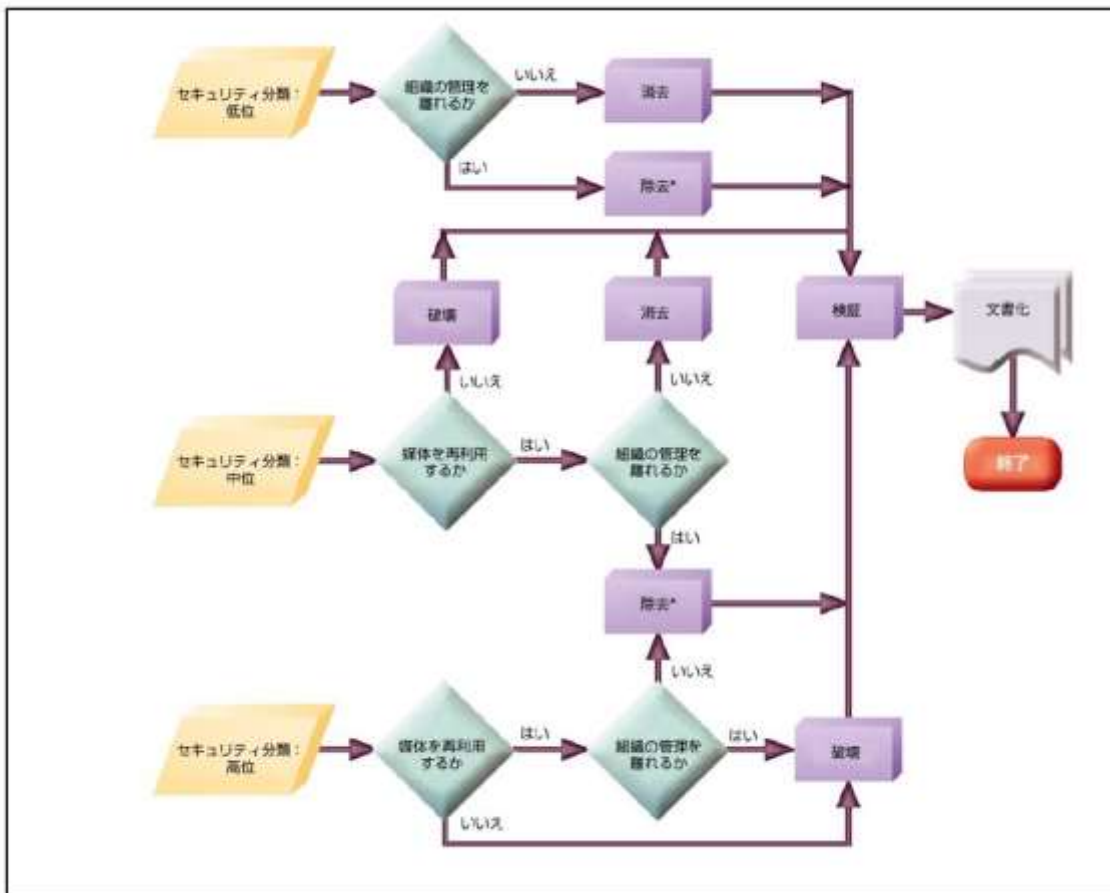 セキュリティ分類：
低位
組織の管理を
離れるか
いいえ
消去
はい
除去*
破壊
消去
検証
文書化
いいえ
いいえ
セキュリティ分類：
中位
媒体を再利用
するか
はい
組織の管理を
離れるか
終了
はい
除去*
いいえ
セキュリティ分類：
高位
媒体を再利用
するか
はい
組織の管理を
離れるか
はい
破壊
いいえ